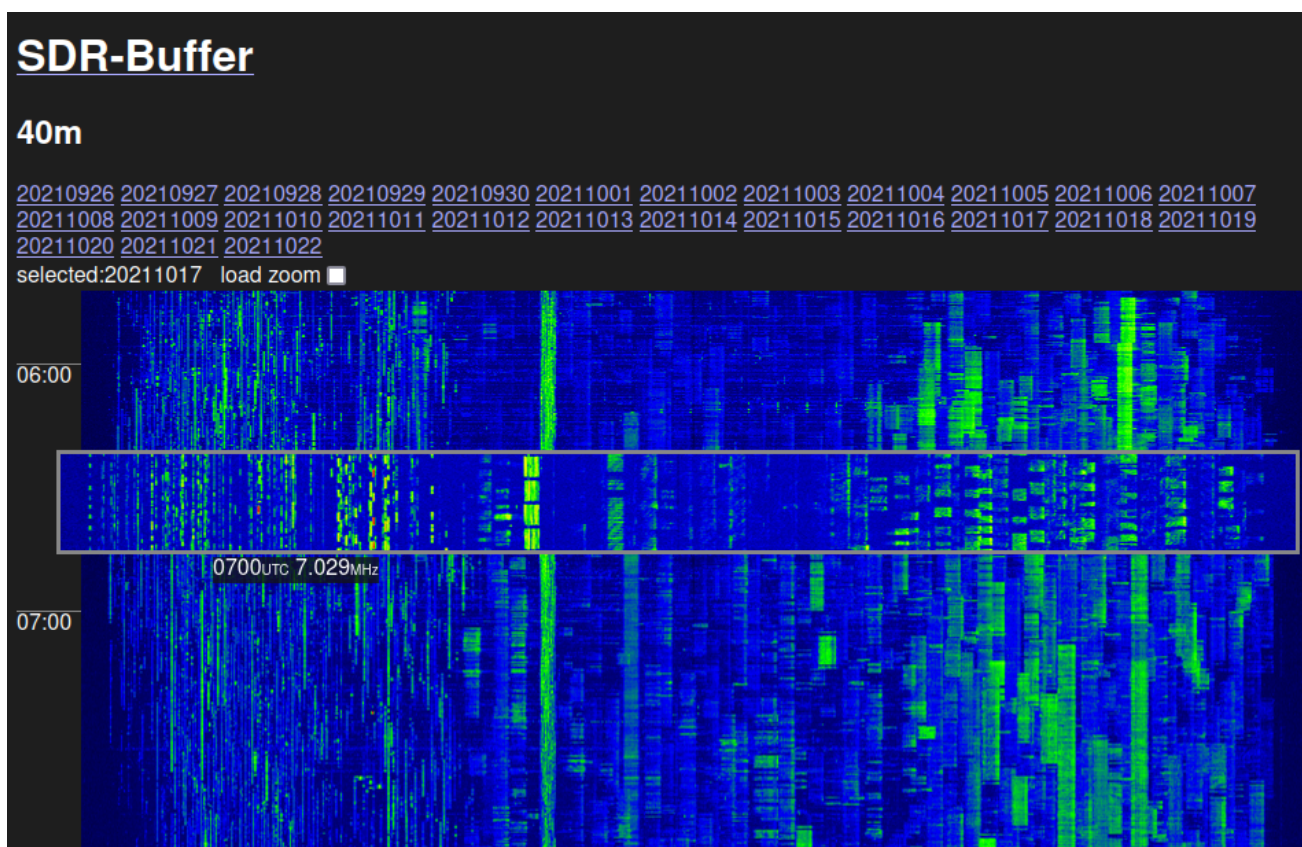 SDR-Buffer
40m
20210926 20210927 20210928 20210929 20210930 20211001 20211002 20211003 20211004 20211005 20211006 20211007
20211008 20211009 20211010 20211011 20211012 20211013 20211014 20211015 20211016 20211017 20211018 20211019
20211020 20211021 20211022
selected:20211017 load zoom
06:00
0700UTC 7.029MHz
07:00